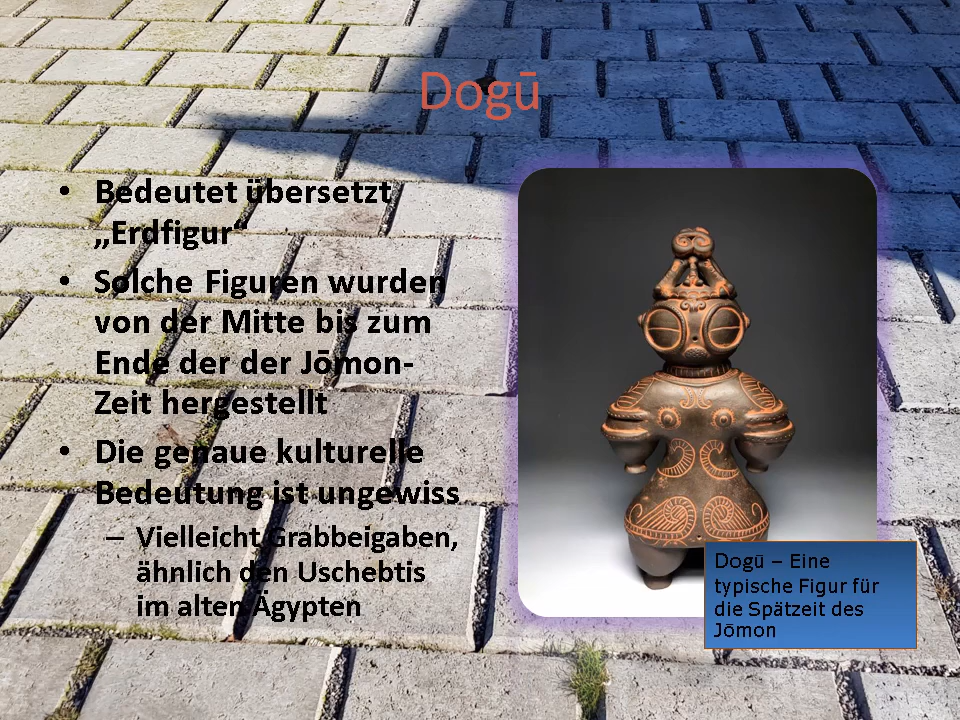 Dogū
• Bedeutet übersetzt
„Erdfigur“
• Solche Figuren wurden
von der Mitte bis zum
Ende der der Jōmon-
Zeit hergestellt
• Die genaue kulturelle
Bedeutung ist ungewiss
– Vielleicht Grabbeigaben,
ähnlich den Uschebtis
im alten Ägypten
Dogū – Eine
typische Figur für
die Spätzeit des
Jōmon